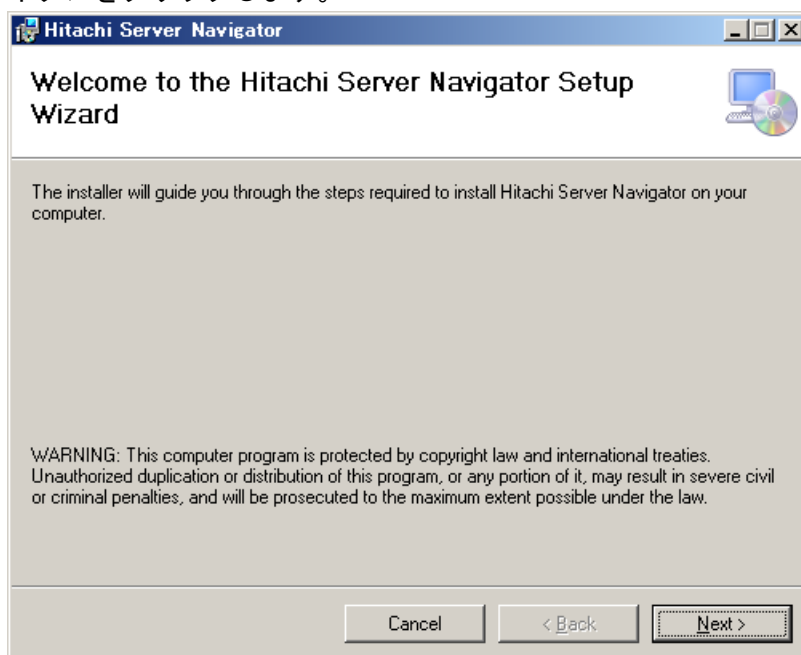 Hitachi Server Navigator
Welcome to the Hitachi Server Navigator Setup
Wizard
The installer will guide you through the steps required to install Hitachi Server Navigator on your
computer.
WARNING: This computer program is protected by copyright law and international treaties.
Unauthorized duplication or distribution of this program, or any portion of it, may result in severe civil
or criminal penalties, and will be prosecuted to the maximum extent possible under the law.
Cancel
< Back
Next >